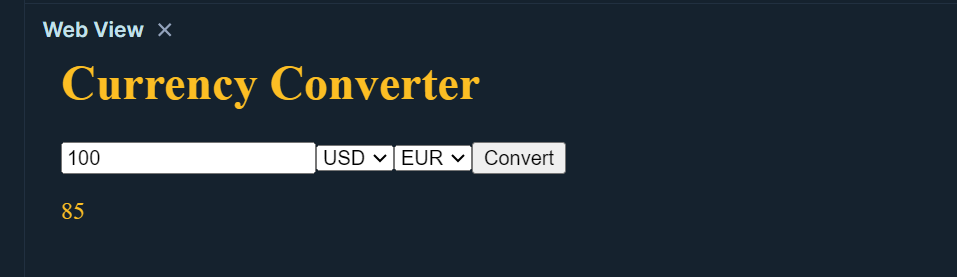 Web View ×
Currency Converter
100 USD EUR Convert
85